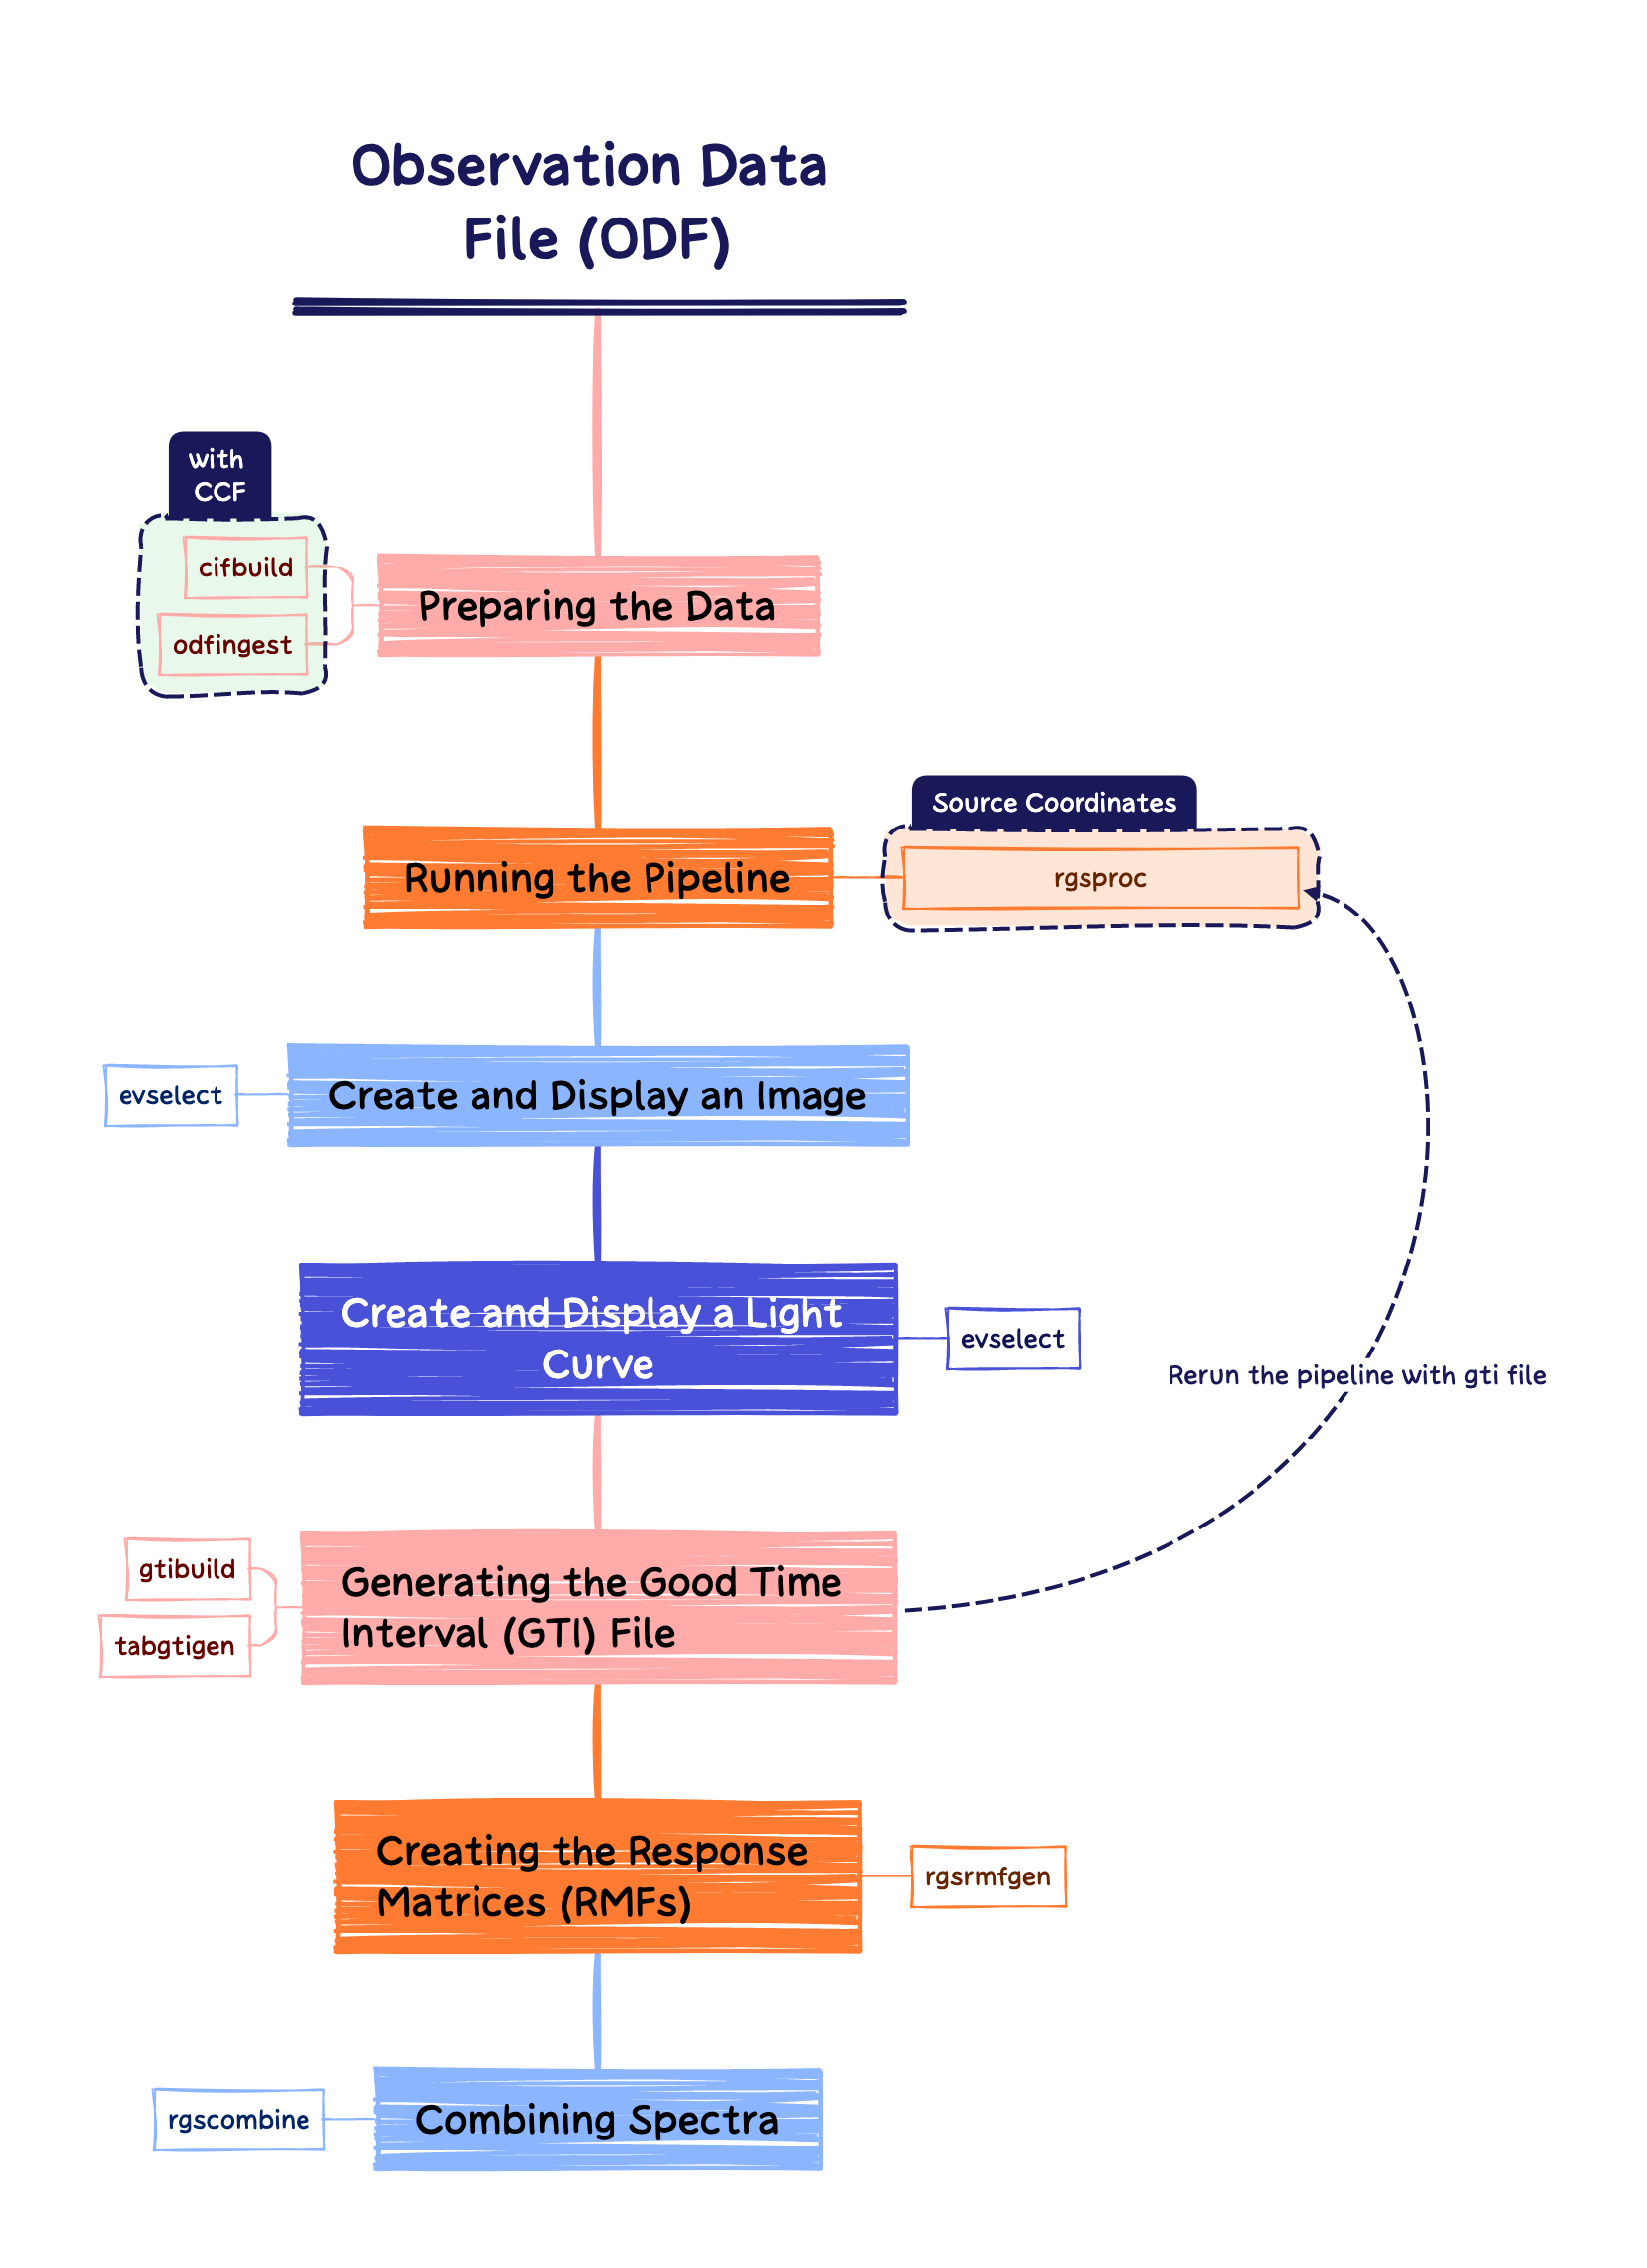 Observation Data
File (ODF)
with
CCF
cifbuild
odfingest
Preparing the Data
Source Coordinates
Running the Pipeline
rgsproc
evselect
Create and Display an Image
Create and Display a Light
Curve
evselect
Rerun the pipeline with gti file
gtibuild
tabgtigen
Generating the Good Time
Interval (GTI) File
Creating the Response
Matrices (RMFs)
rgsrmfgen
rgscombine
Combining Spectra